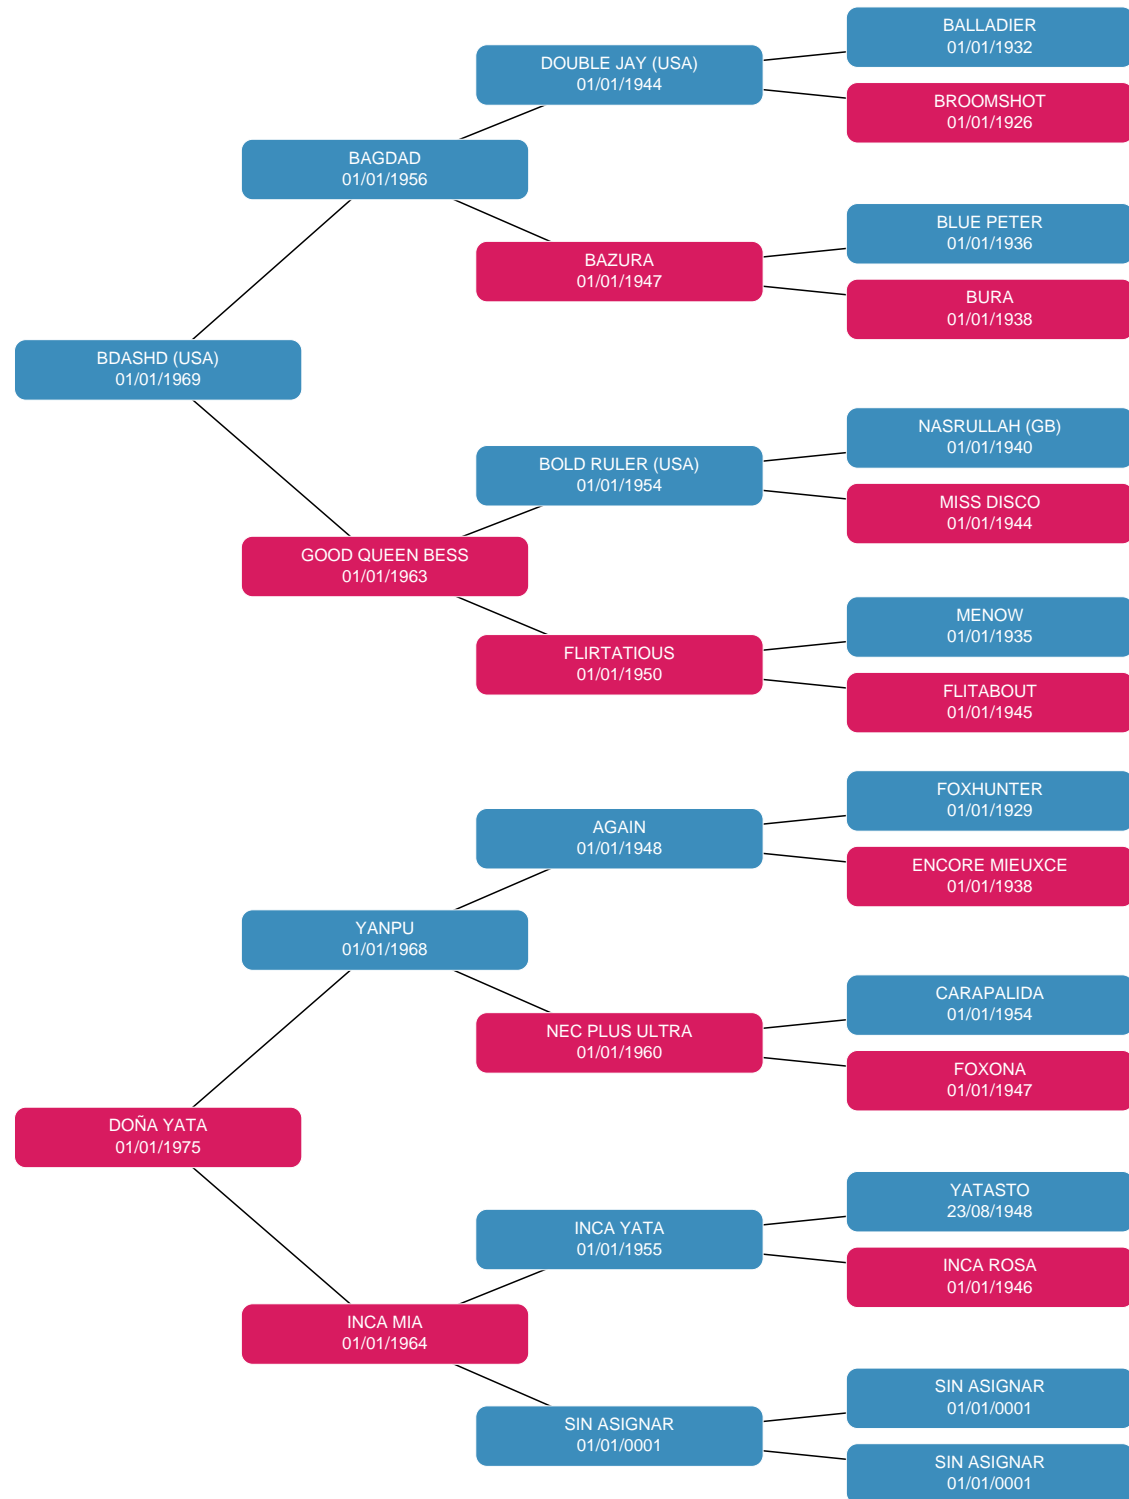 BALLADIER
01/01/1932
DOUBLE JAY (USA)
01/01/1944
BROOMSHOT
01/01/1926
BAGDAD
01/01/1956
BLUE PETER
01/01/1936
BAZURA
01/01/1947
BURA
01/01/1938
BDASHD (USA)
01/01/1969
NASRULLAH (GB)
01/01/1940
BOLD RULER (USA)
01/01/1954
MISS DISCO
01/01/1944
GOOD QUEEN BESS
01/01/1963
MENOW
01/01/1935
FLIRTATIOUS
01/01/1950
FLITABOUT
01/01/1945
FOXHUNTER
01/01/1929
AGAIN
01/01/1948
ENCORE MIEUXCE
01/01/1938
YANPU
01/01/1968
CARAPALIDA
01/01/1954
NEC PLUS ULTRA
01/01/1960
FOXONA
01/01/1947
DOÑA YATA
01/01/1975
YATASTO
23/08/1948
INCA YATA
01/01/1955
INCA ROSA
01/01/1946
INCA MIA
01/01/1964
SIN ASIGNAR
01/01/0001
SIN ASIGNAR
01/01/0001
SIN ASIGNAR
01/01/0001